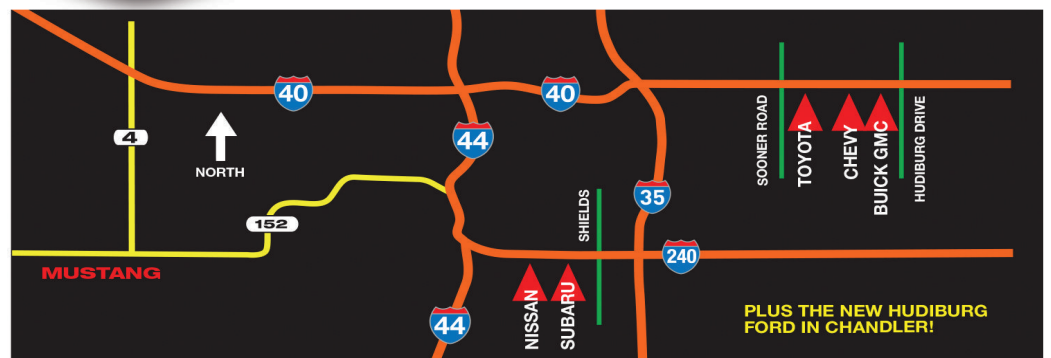 40
40
4
44
NORTH
SOONER ROAD
TOYOTA
CHEVY
BUICK GMC
HUDIBURG DRIVE
35
152
SHIELDS
240
MUSTANG
NISSAN
SUBARU
44
PLUS THE NEW HUDIBURG
FORD IN CHANDLER!